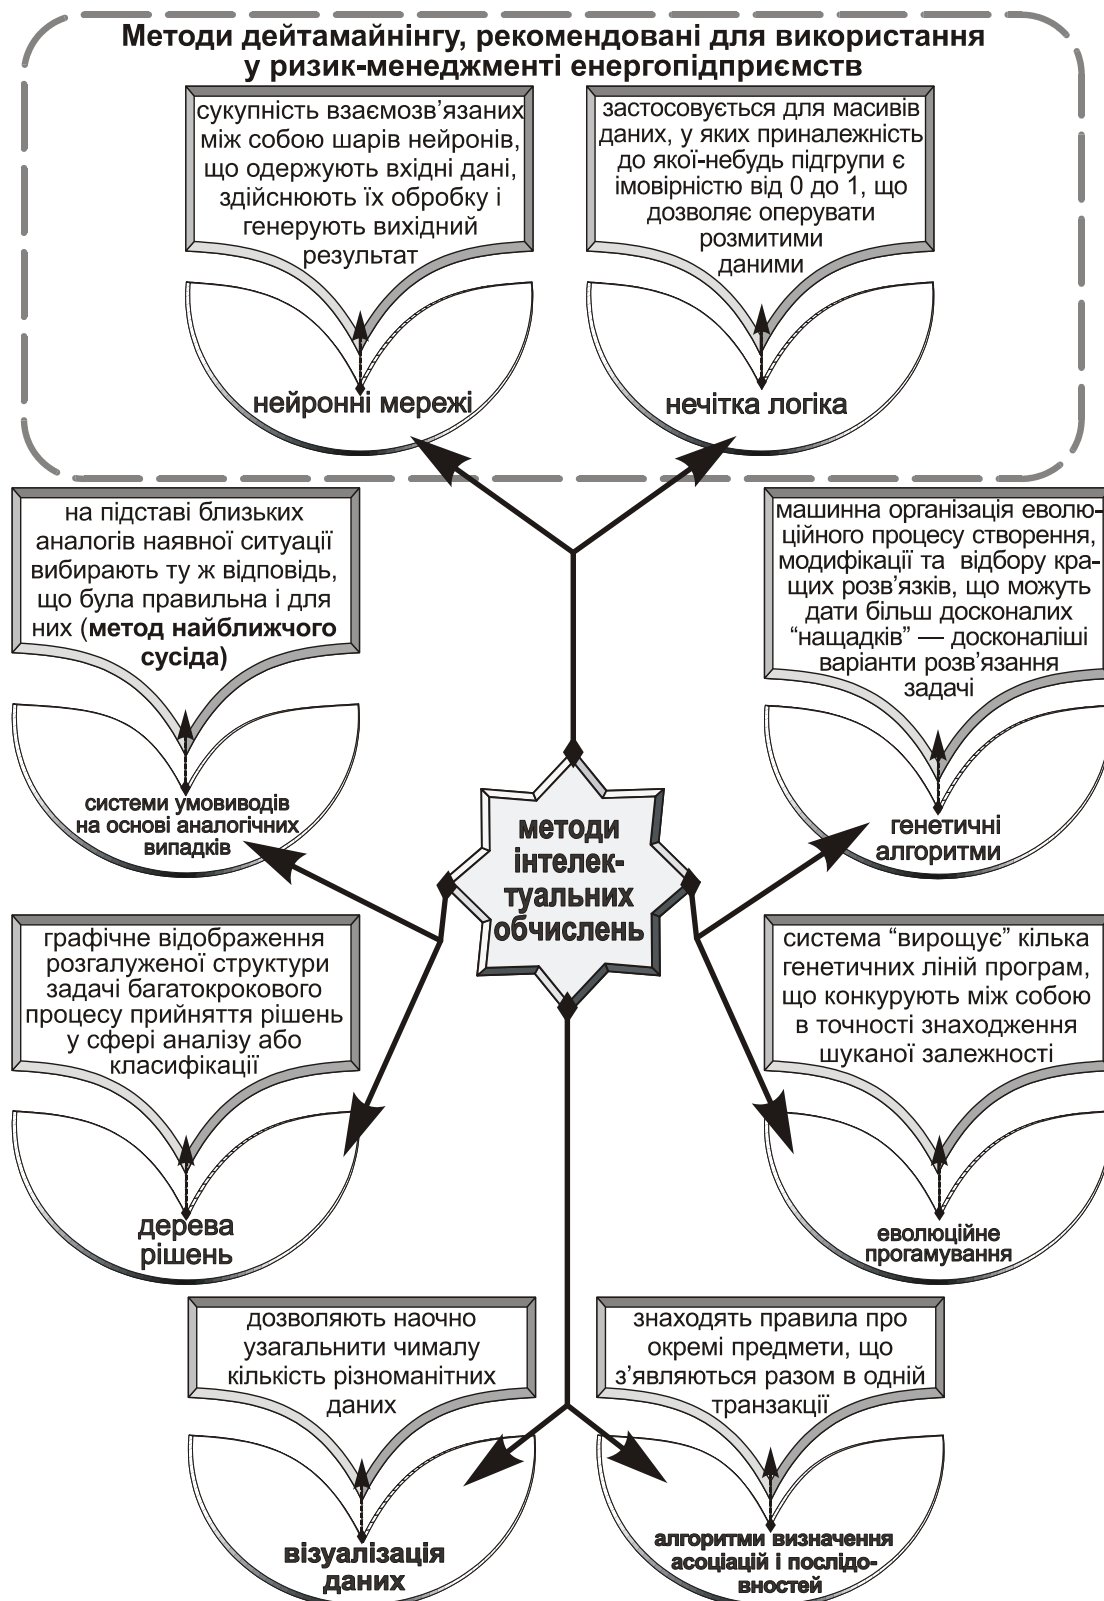 Методи дейтамайнінгу, рекомендовані для використання
у ризик-менеджменті енергопідприємств
сукупність взаємозв’язаних
між собою шарів нейронів,
що одержують вхідні дані,
здійснюють їх обробку і
генерують вихідний
результат
нейронні мережі
застосовується для масивів
даних, у яких приналежність
до якої-небудь підгрупи є
імовірністю від 0 до 1, що
дозволяє оперувати
розмитими
даними
нечітка логіка
на підставі близьких
аналогів наявної ситуації
вибирають ту ж відповідь,
що була правильна і для
них (метод найближчого
сусіда)
системи умовиводів
на основі аналогічних
випадків
машинна організація еволю-
ційного процесу створення,
модифікації та відбору кра-
щих розв’язків, що можуть
дати більш досконалих
“нащадків” — досконаліші
варіанти розв’язання
задачі
генетичні
алгоритми
методи
інтелек-
туальних
обчислень
графічне відображення
розгалуженої структури
задачі багатокрокового
процесу прийняття рішень
у сфері аналізу або
класифікації
дерева
рішень
система “вирощує” кілька
генетичних ліній програм,
що конкурують між собою
в точності знаходження
шуканої залежності
еволюційне
прогамування
дозволяють наочно
узагальнити чималу
кількість різноманітних
даних
візуалізація
даних
знаходять правила про
окремі предмети, що
з’являються разом в одній
транзакції
алгоритми визначення
асоціацій і послідо-
вностей